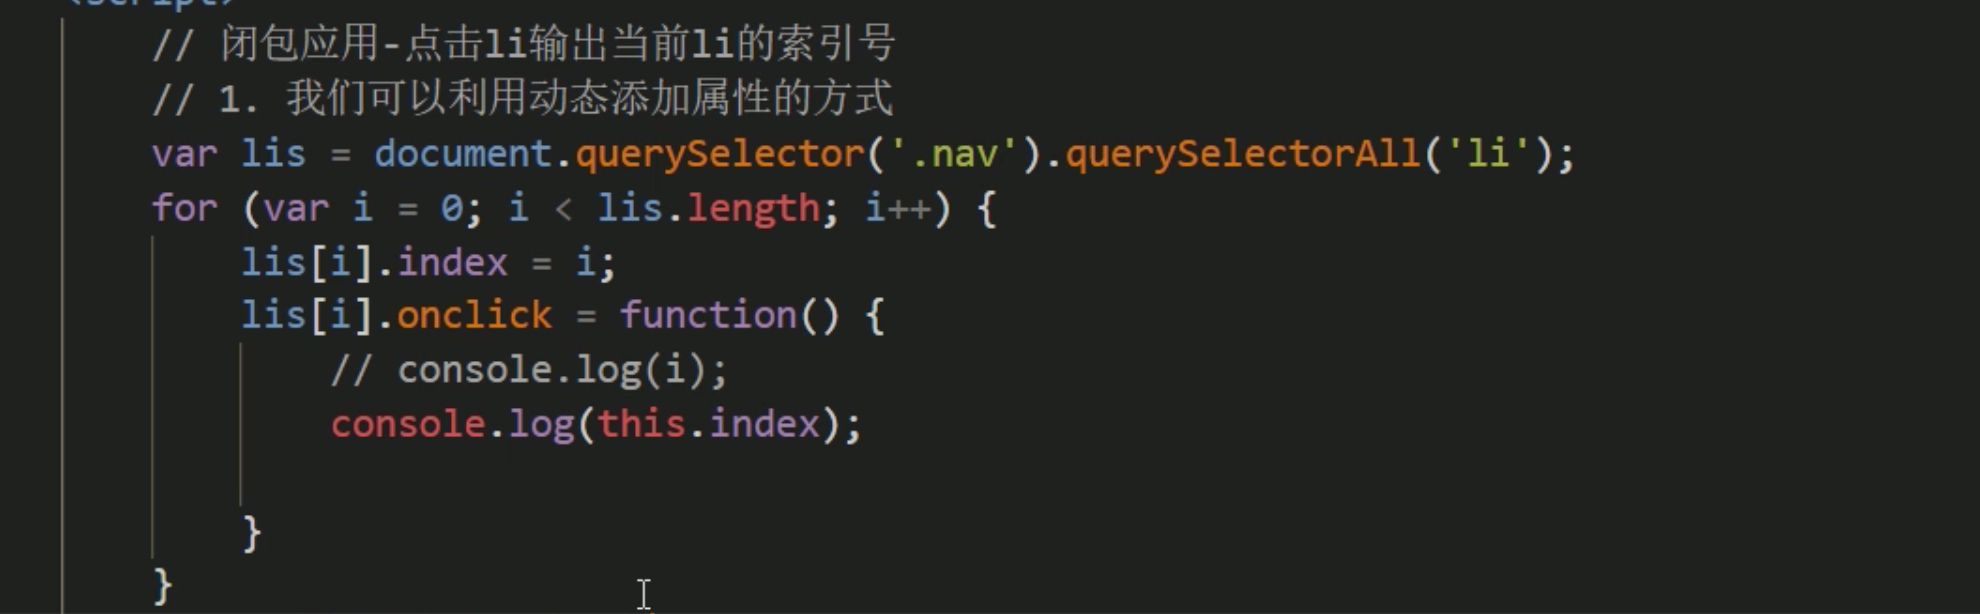 <script>
// 闭包应用-点击li输出当前li的索引号
// 1. 我们可以利用动态添加属性的方式
var lis = document.querySelector('.nav').querySelectorAll('li');
for (var i = 0; i < lis.length; i++) {
lis[i].index = i;
lis[i].onclick = function() {
// console.log(i);
console.log(this.index);
}
}